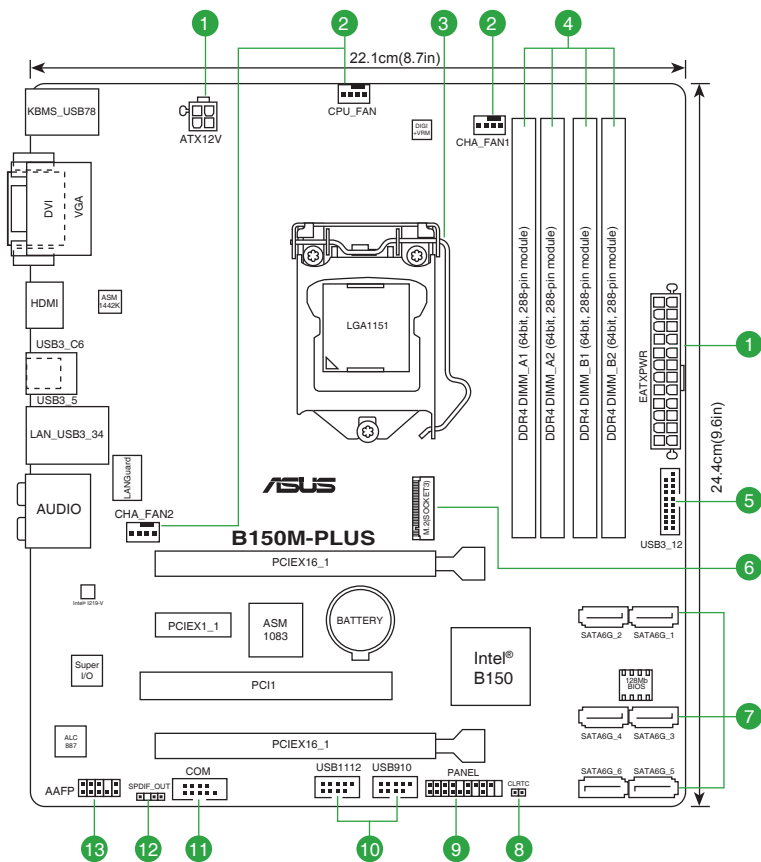 1
2
3
2
4
22.1cm(8.7in)
KBMS_USB78
ATX12V
CPU_FAN
DIGI
+VRM
CHA_FAN1
DVI
VGA
DDR4 DIMM_A1 (64bit, 288-pin module)
DDR4 DIMM_A2 (64bit, 288-pin module)
DDR4 DIMM_B1 (64bit, 288-pin module)
DDR4 DIMM_B2 (64bit, 288-pin module)
HDMI
ASM
1442K
LGA1151
EATXPWR
1
USB3_C6
USB3_5
LAN_USB3_34
24.4cm(9.6in)
LANGuard
AUDIO
CHA_FAN2
ASUS
B150M-PLUS
M.2(SOCKET3)
5
USB3_12
6
PCIEX16_1
Intel® I219-V
PCIEX1_1
ASM
1083
BATTERY
SATA6G_2
SATA6G_1
Super
I/O
PCI1
Intel®
B150
128Mb
BIOS
7
ALC
887
PCIEX16_1
SATA6G_4
SATA6G_3
AAFP
SPDIF_OUT
COM
USB1112
USB910
PANEL
CLRTC
SATA6G_6
SATA6G_5
13
12
11
10
9
8